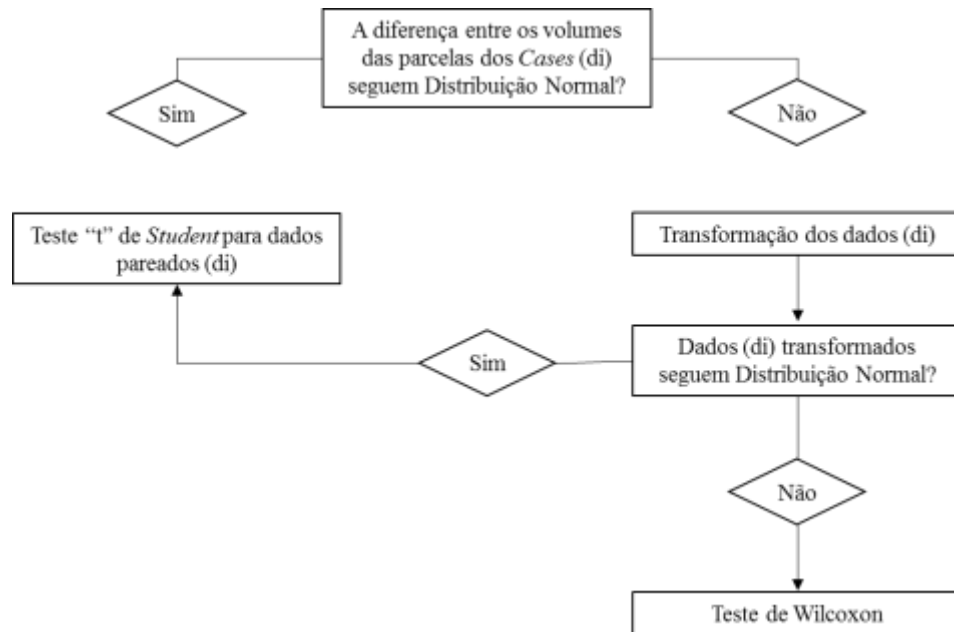 A diferença entre os volumes
das parcelas dos Cases (di)
seguem Distribuição Normal?
Sim
Não
Teste “t” de Student para dados
pareados (di)
Transformação dos dados (di)
Sim
Dados (di) transformados
seguem Distribuição Normal?
Não
Teste de Wilcoxon